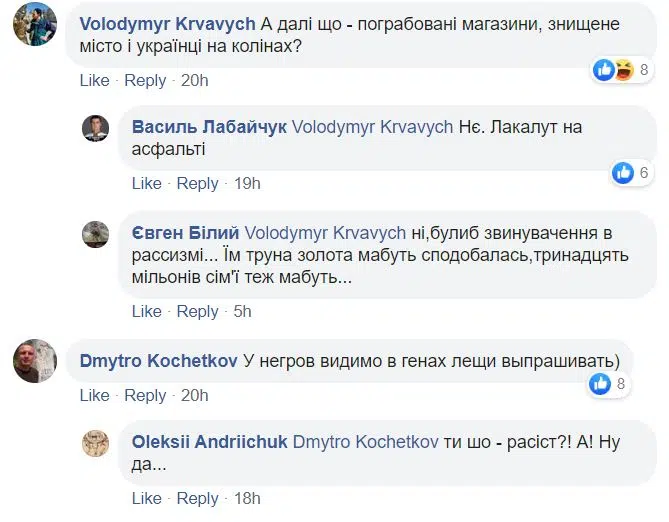 Volodymyr Krvavych А далі що - пограбовані магазини, знищене
місто і українці на колінах?
8
Like · Reply · 20h
Василь Лабайчук Volodymyr Krvavych Нє. Лакалут на
асфальті
6
Like · Reply · 19h
Євген Білий Volodymyr Krvavych ні,булиб звинувачення в
рассизмі... Їм труна золота мабуть сподобалась,тринадцять
мільонів сім'ї теж мабуть...
Like · Reply · 5h
Dmytro Kochetkov У негров видимо в генах лещи выпрашивать)
8
Like · Reply · 20h
Oleksii Andriichuk Dmytro Kochetkov ти шо - расіст?! А! Ну
да...
Like · Reply · 18h